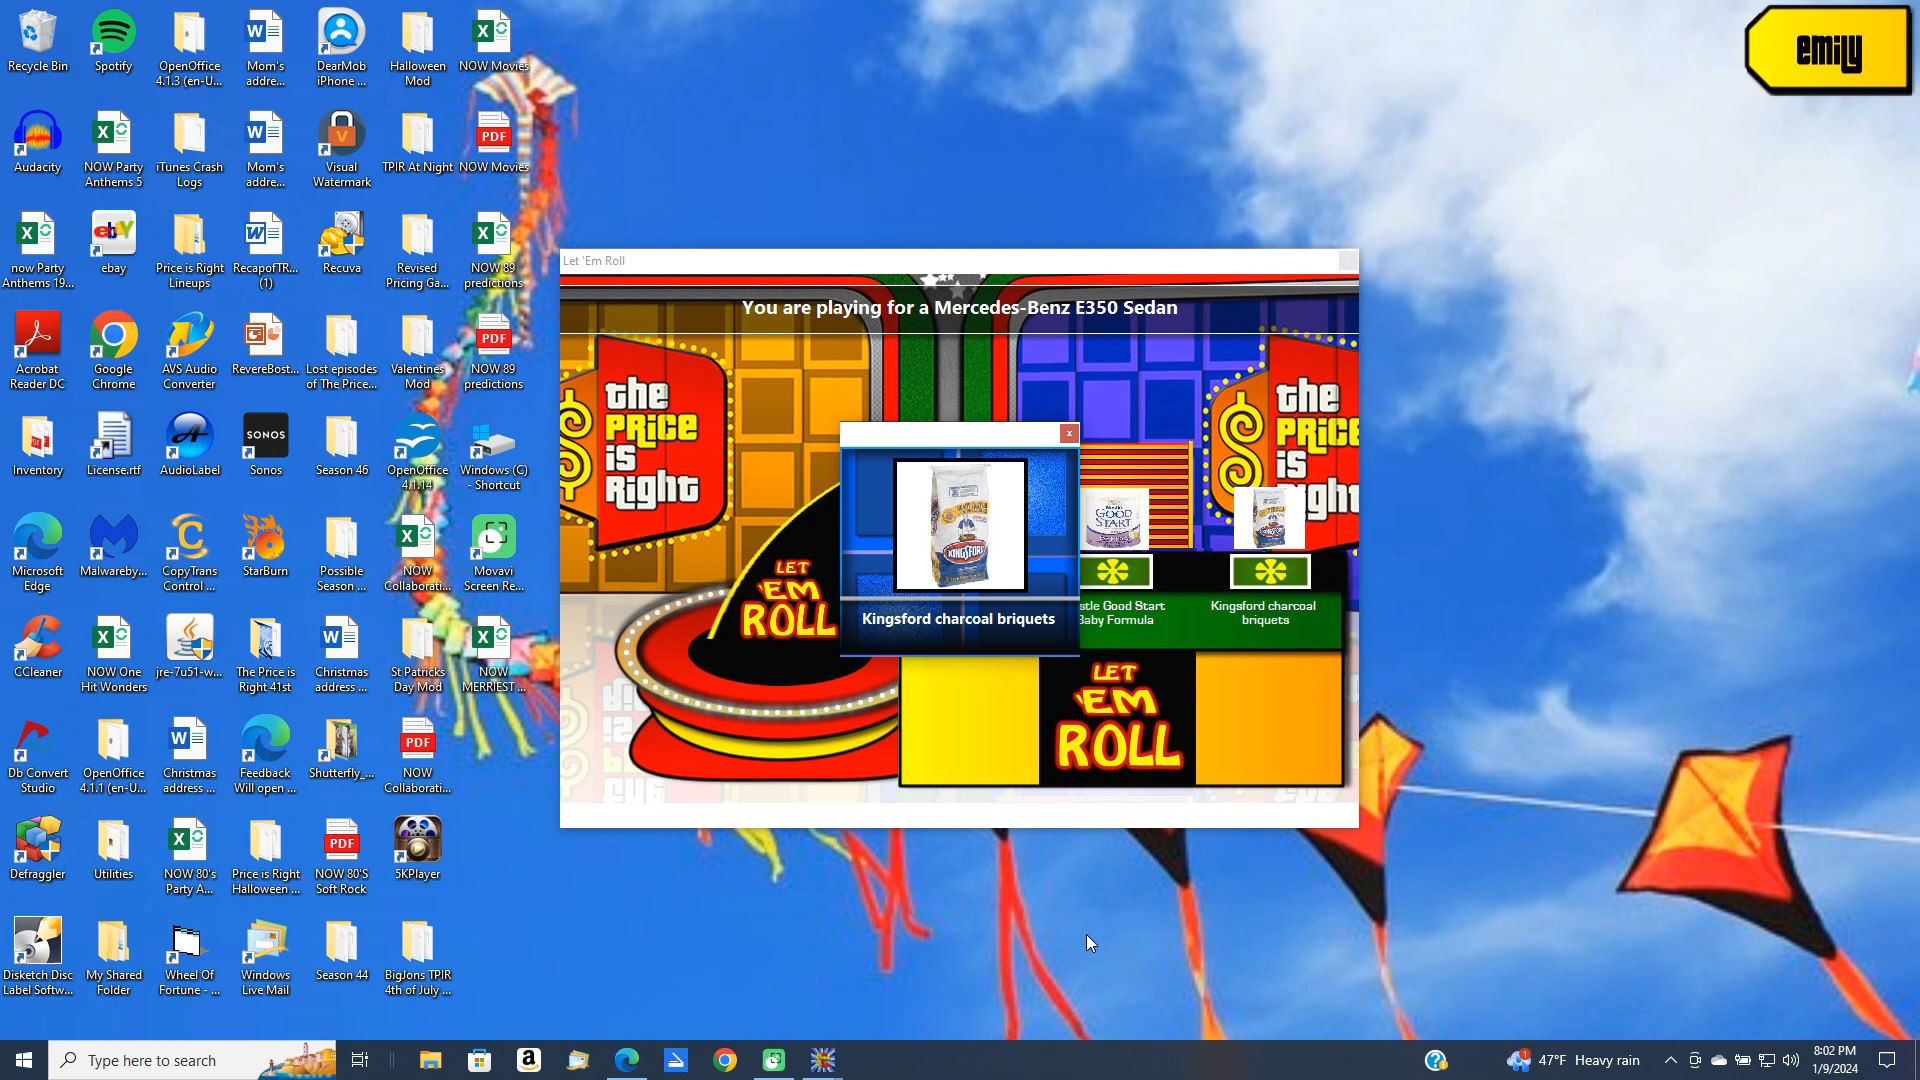 Recycle Bin
Spotify
OpenOffice
4.1.3 (en-U...
Mom's
addre...
DearMob
iPhone ...
Halloween
Mod
NOW Movies
emily
Audacity
NOW Party
Anthems 5
iTunes Crash
Logs
Mom's
addre...
Visual
Watermark
TPIR At Night
PDF
NOW Movies
now Party
Anthems 19...
ebay
Price is Right
Lineups
RecapofTR...
(1)
Recuva
Revised
Pricing Ga...
NOW 89
predictions
Acrobat
Reader DC
Google
Chrome
AVS Audio
Converter
RevereBost...
Lost episodes
of The Price...
Valentines
Mod
PDF
NOW 89
predictions
Inventory
License.rtf
AudioLabel
SONOS
Sonos
Season 46
OpenOffice
4.1.14
Windows (C)
- Shortcut
Microsoft
Edge
Malwareby...
CopyTrans
Control ...
StarBurn
Possible
Season ...
NOW
Collaborati...
Movavi
Screen Re...
CCleaner
NOW One
Hit Wonders
jre-7u51-w...
The Price is
Right 41st
Christmas
address ...
St Patricks
Day Mod
NOW
MERRIEST ...
Db Convert
Studio
OpenOffice
4.1.1 (en-U...
Christmas
address ...
Feedback
Will open ...
Shutterfly_...
PDF
NOW
Collaborati...
Defraggler
Utilities
NOW 80's
Party A...
Price is Right
Halloween ...
PDF
NOW 80'S
Soft Rock
5KPlayer
Disketch Disc
Label Softw...
My Shared
Folder
Wheel Of
Fortune - ...
Windows
Live Mail
Season 44
BigJons TPIR
4th of July ...
Let 'Em Roll
You are playing for a Mercedes-Benz E350 Sedan
the
PRICE
is
Right
the
PRICE
is
LET
'EM
ROLL
KINGSFORD
Kingsford charcoal briquets
GOOD
START
stle Good Start
Baby Formula
Kingsford charcoal
briquets
LET
'EM
ROLL
Type here to search
47°F Heavy rain
8:02 PM
1/9/2024